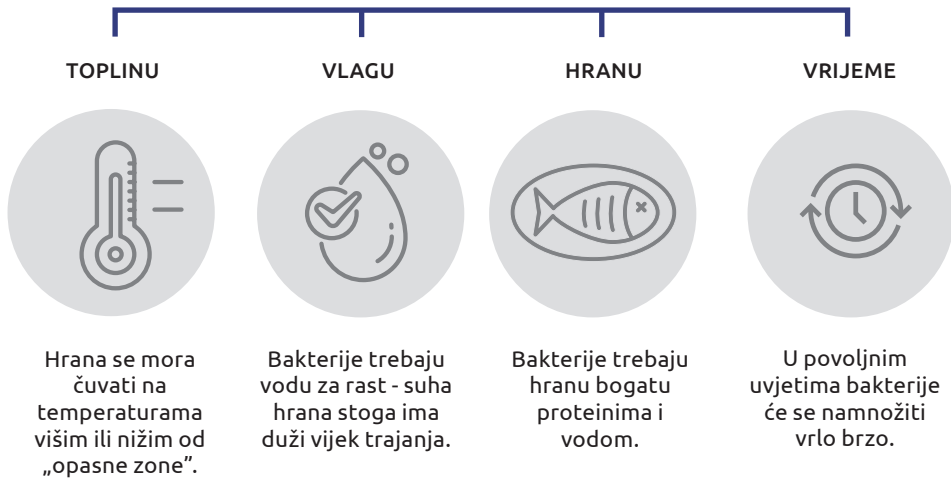 TOPLINU
VLAGU
HRANU
VRIJEME
Hrana se mora
čuvati na
temperaturama
višim ili nižim od
„opasne zone”.
Bakterije trebaju
vodu za rast - suha
hrana stoga ima
duži vijek trajanja.
Bakterije trebaju
hranu bogatu
proteinima i
vodom.
U povoljnim
uvjetima bakterije
će se namnožiti
vrlo brzo.